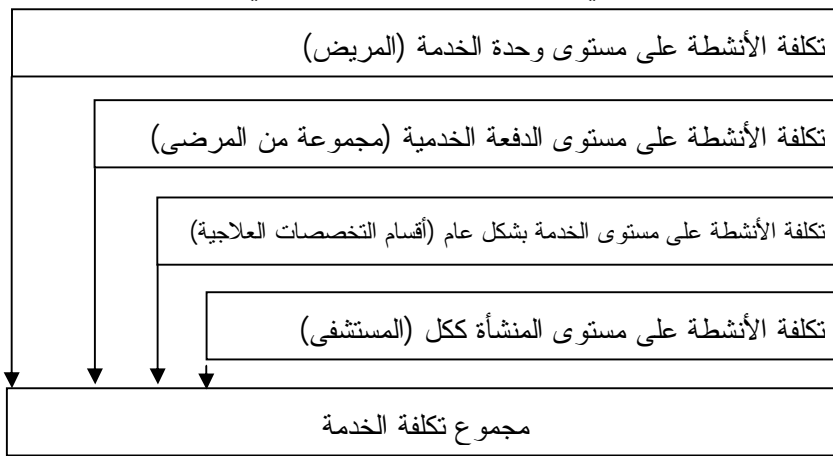 تكلفة الأنشطة على مستوى وحدة الخدمة (المريض)
تكلفة الأنشطة على مستوى الدفعة الخدمية (مجموعة من المرضى)
تكلفة الأنشطة على مستوى الخدمة بشكل عام (أقسام التخصصات العلاجية)
تكلفة الأنشطة على مستوى المنشأة ككل (المستشفى)
مجموع تكلفة الخدمة